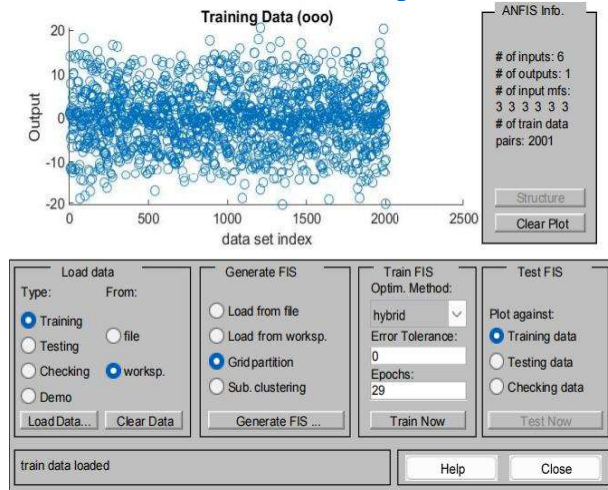 Training Data (ooo)
20
10
0
-10
-20
Output
0
500
1000
1500
2000
2500
data set index
ANFIS Info.
# of inputs: 6
# of outputs: 1
# of input mfs:
3 3 3 3 3 3
# of train data
pairs: 2001
Structure
Clear Plot
Load data
Type:
From:
Training
Testing
Checking
Demo
file
worksp.
Load Data...
Clear Data
Generate FIS
Load from file
Load from worksp.
Grid partition
Sub. clustering
Generate FIS ...
Train FIS
Optim. Method:
hybrid
Error Tolerance:
0
Epochs:
29
Train Now
Test FIS
Plot against:
Training data
Testing data
Checking data
Test Now
train data loaded
Help
Close